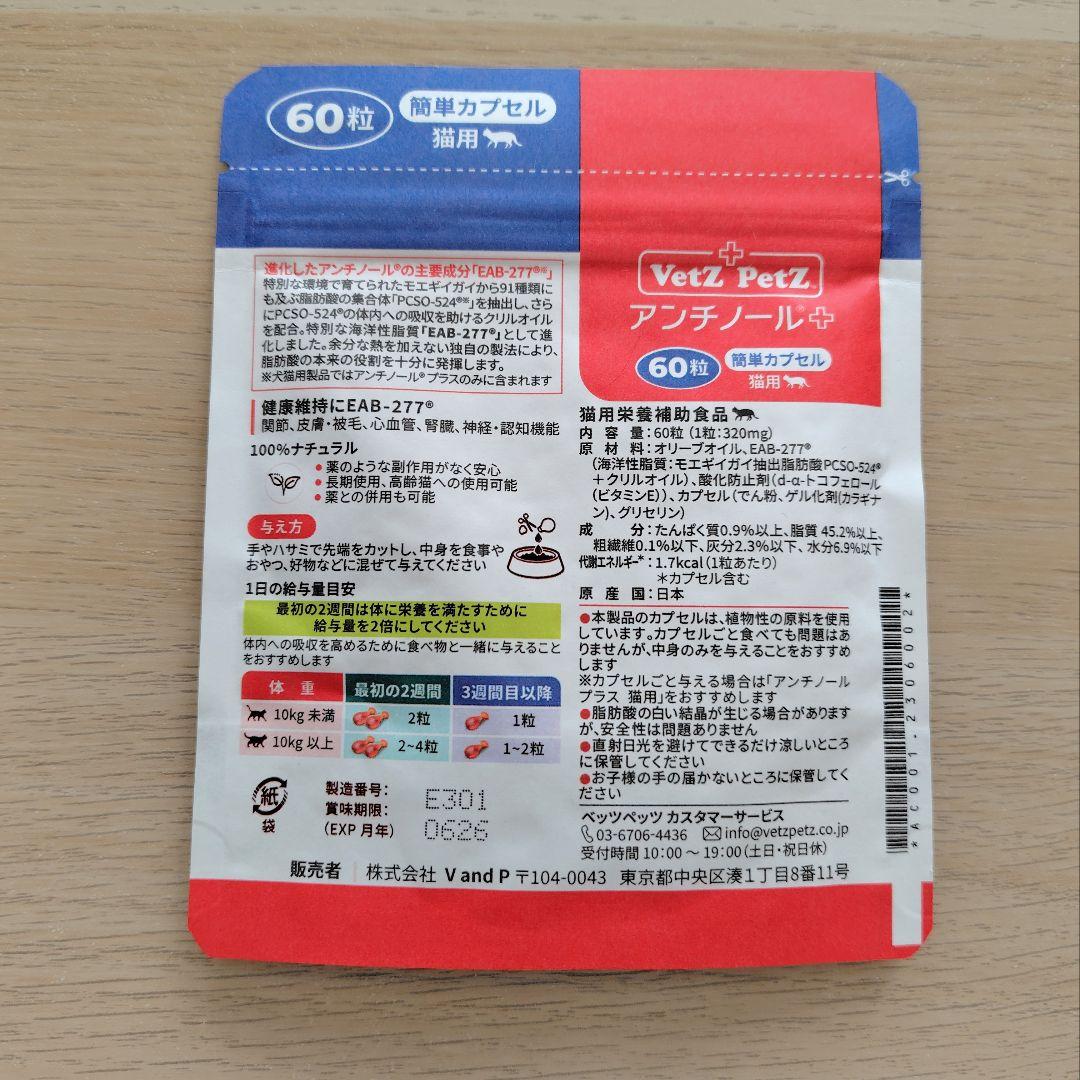 60粒
簡単カプセル
猫用
進化したアンチノール®の主要成分「EAB-277®※」
特別な環境で育てられたモエギイガイから91種類に
も及ぶ脂肪酸の集合体「PCSO-524®※」を抽出し、さら
にPCSO-524®の体内への吸収を助けるクリルオイル
を配合。特別な海洋性脂質「EAB-277®」として進
化しました。余分な熱を加えない独自の製法により、
脂肪酸の本来の役割を十分に発揮します。
※犬猫用製品ではアンチノール® プラスのみに含まれます
健康維持にEAB-277®
関節、皮膚・被毛、心血管、腎臓、神経・認知機能
100%ナチュラル
●薬のような副作用がなく安心
●長期使用、高齢猫への使用可能
●薬との併用も可能
与え方
手やハサミで先端をカットし、中身を食事や
おやつ、好物などに混ぜて与えてください
1日の給与量目安
最初の2週間は体に栄養を満たすために
給与量を2倍にしてください
体内への吸収を高めるために食べ物と一緒に与えること
をおすすめします
体重 最初の2週間 3週間目以降
10kg 未満 2粒 1粒
10kg 以上 2~4粒 1~2粒
紙
袋
製造番号: E301
賞味期限: 0626
(EXP 月年)
VetZ PetZ™
アンチノール®+
60粒
簡単カプセル
猫用
猫用栄養補助食品
内容量:60粒(1粒:320mg)
原材料:オリーブオイル、EAB-277®
(海洋性脂質:モエギイガイ抽出脂肪酸PCSO-524®
+クリルオイル)、酸化防止剤(d-α-トコフェロール
(ビタミンE))、カプセル(でん粉、ゲル化剤(カラギナ
ン)、グリセリン)
成分:たんぱく質0.9%以上、脂質 45.2%以上、
粗繊維0.1%以下、灰分2.3%以下、水分6.9%以下
代謝エネルギー*:1.7kcal(1粒あたり)
*カプセル含む
原産国:日本
●本製品のカプセルは、植物性の原料を使用
しています。カプセルごと食べても問題はあ
りませんが、中身のみを与えることをおすすめ
します
※カプセルごと与える場合は「アンチノール
プラス 猫用」をおすすめします
●脂肪酸の白い結晶が生じる場合があります
が、安全性は問題ありません
●直射日光を避けてできるだけ涼しいところ
に保管してください
●お子様の手の届かないところに保管してく
ださい
ベッツペッツ カスタマーサービス
03-6706-4436 info@vetzpetz.co.jp
受付時間 10:00~19:00(土日・祝日休)
販売者 株式会社 V and P 〒104-0043 東京都中央区湊1丁目8番11号
*AC001.2306002*